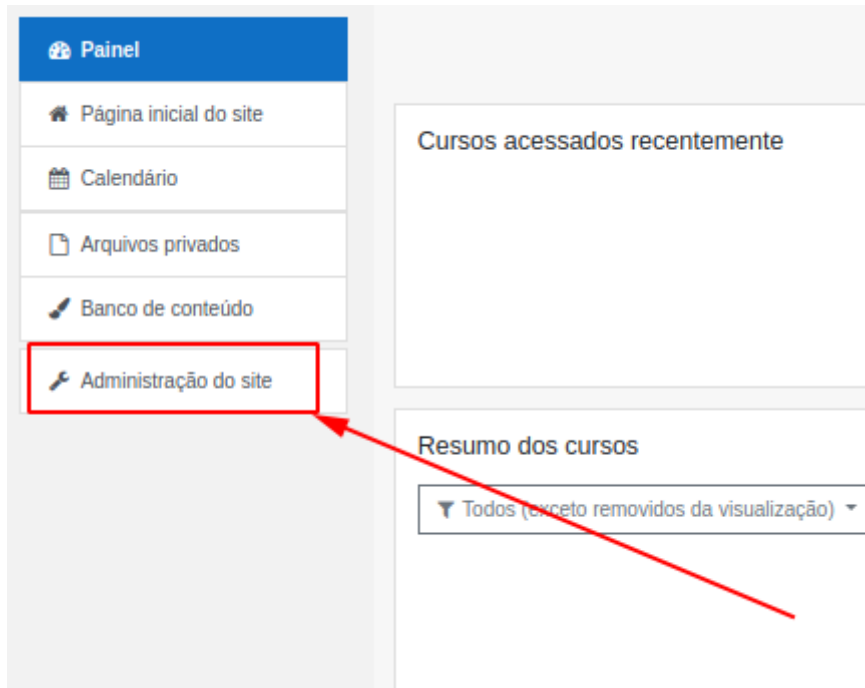 Painel
Página inicial do site
Calendário
Arquivos privados
Banco de conteúdo
Administração do site
Cursos acessados recentemente
Resumo dos cursos
Todos (exceto removidos da visualização)